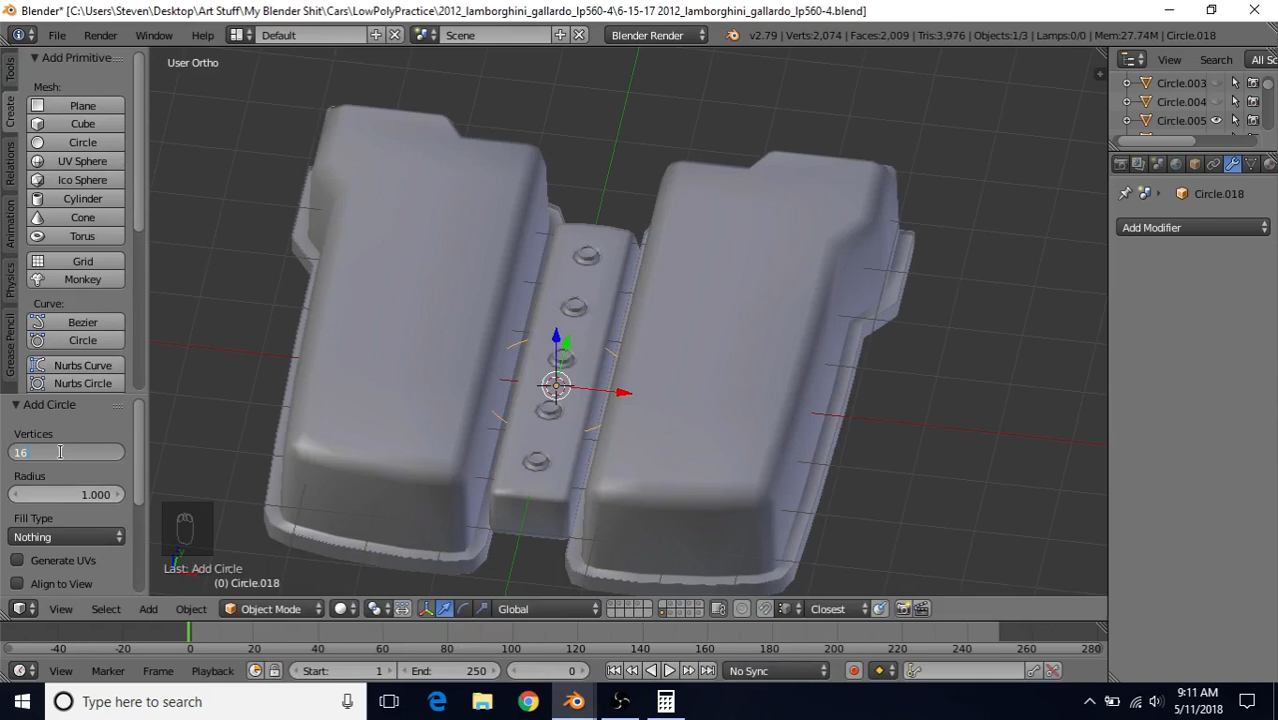 Blender* [C:\Users\Steven\Desktop\Art Stuff\My Blender Shit\Cars\LowPolyPractice\2012_lamborghini_gallardo_lp560-4\6-15-17 2012_lamborghini_gallardo_lp560-4.blend]
File Render Window Help Default Scene Blender Render v2.79 | Verts:2,074 | Faces:2,009 | Tris:3,976 | Objects:1/3 | Lamps:0/0 | Mem:27.74M | Circle.018
Tools
Create
Relations
Animation
Physics
Grease Pencil
Add Primitive
Mesh:
Plane
Cube
Circle
UV Sphere
Ico Sphere
Cylinder
Cone
Torus
Grid
Monkey
Curve:
Bezier
Circle
Nurbs Curve
Nurbs Circle
Add Circle
Vertices
16
Radius
1.000
Fill Type
Nothing
Generate UVs
Align to View
User Ortho
Last: Add Circle
(0) Circle.018
View Search All Sc
Circle.003
Circle.004
Circle.005
Circle.018
Add Modifier
View Select Add Object Object Mode Global Closest
-40 -20 0 20 40 60 80 100 120 140 160 180 200 220 240 260 280
View Marker Frame Playback Start: 1 End: 250 0 No Sync
Type here to search
9:11 AM
5/11/2018